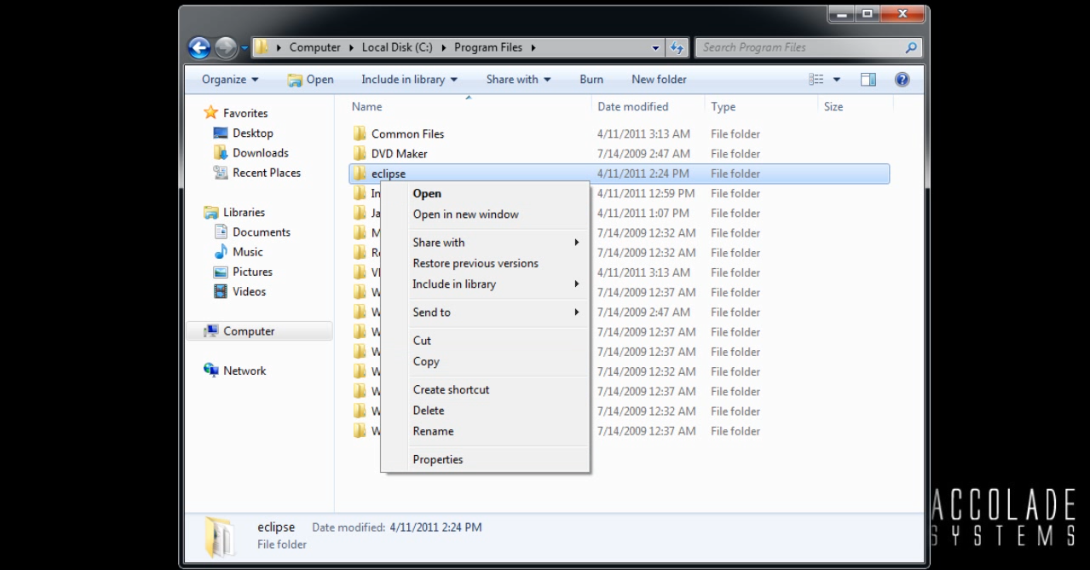 Computer Local Disk (C:) Program Files
Search Program Files
Organize Open Include in library Share with Burn New folder
Name Date modified Type Size
Favorites
Desktop
Downloads
Recent Places
Libraries
Documents
Music
Pictures
Videos
Computer
Network
Common Files 4/11/2011 3:13 AM File folder
DVD Maker 7/14/2009 2:47 AM File folder
eclipse 4/11/2011 2:24 PM File folder
In 4/11/2011 12:59 PM File folder
Ja 4/11/2011 1:07 PM File folder
M 7/14/2009 12:32 AM File folder
Re 7/14/2009 12:32 AM File folder
4/11/2011 3:13 AM File folder
W 7/14/2009 12:37 AM File folder
W 7/14/2009 2:47 AM File folder
W 7/14/2009 12:37 AM File folder
W 7/14/2009 12:37 AM File folder
W 7/14/2009 12:32 AM File folder
W 7/14/2009 12:37 AM File folder
W 7/14/2009 12:32 AM File folder
W 7/14/2009 12:37 AM File folder
Open
Open in new window
Share with
Restore previous versions
Include in library
Send to
Cut
Copy
Create shortcut
Delete
Rename
Properties
eclipse Date modified: 4/11/2011 2:24 PM
File folder
ACCOLADE
SYSTEMS